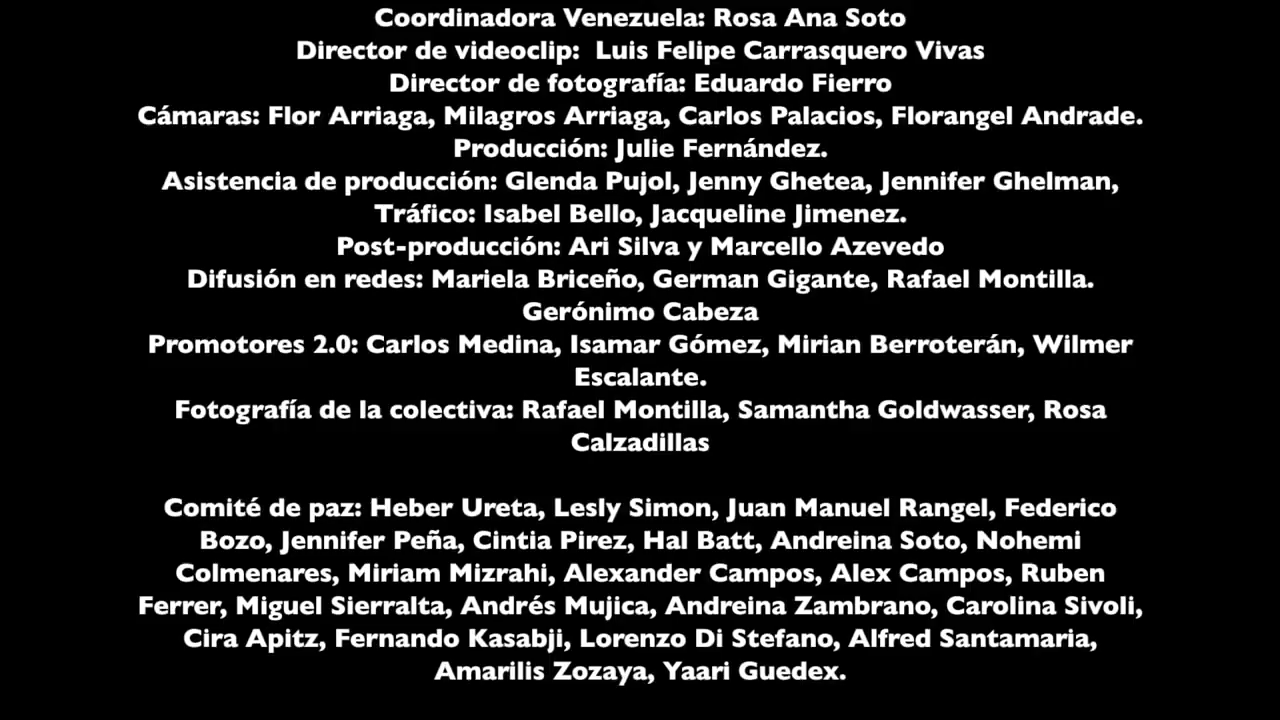 Coordinadora Venezuela: Rosa Ana Soto
Director de videoclip:  Luis Felipe Carrasquero Vivas
Director de fotografía: Eduardo Fierro
Cámaras: Flor Arriaga, Milagros Arriaga, Carlos Palacios, Florangel Andrade.
Producción: Julie Fernández.
Asistencia de producción: Glenda Pujol, Jenny Ghetea, Jennifer Ghelman,
Tráfico: Isabel Bello, Jacqueline Jimenez.
Post-producción: Ari Silva y Marcello Azevedo
Difusión en redes: Mariela Briceño, German Gigante, Rafael Montilla.
Gerónimo Cabeza
Promotores 2.0: Carlos Medina, Isamar Gómez, Mirian Berroterán, Wilmer
Escalante.
Fotografía de la colectiva: Rafael Montilla, Samantha Goldwasser, Rosa
Calzadillas
Comité de paz: Heber Ureta, Lesly Simon, Juan Manuel Rangel, Federico
Bozo, Jennifer Peña, Cintia Pirez, Hal Batt, Andreina Soto, Nohemi
Colmenares, Miriam Mizrahi, Alexander Campos, Alex Campos, Ruben
Ferrer, Miguel Sierralta, Andrés Mujica, Andreina Zambrano, Carolina Sivoli,
Cira Apitz, Fernando Kasabji, Lorenzo Di Stefano, Alfred Santamaria,
Amarilis Zozaya, Yaari Guedex.